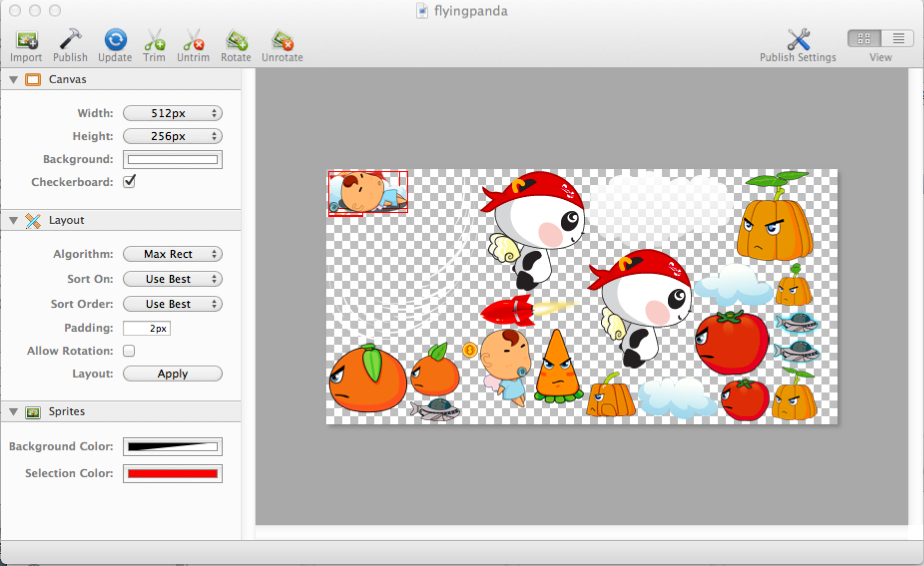 flyingpanda
Import Publish Update Trim Untrim Rotate Unrotate Publish Settings View
Canvas
Width: 512px
Height: 256px
Background:
Checkerboard:
Layout
Algorithm: Max Rect
Sort On: Use Best
Sort Order: Use Best
Padding: 2px
Allow Rotation:
Layout: Apply
Sprites
Background Color:
Selection Color: